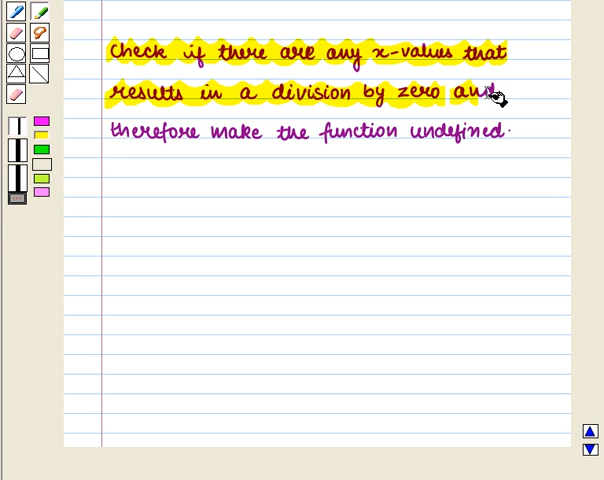 Check if there are any x-values that
results in a division by zero and
therefore make the function undefined.